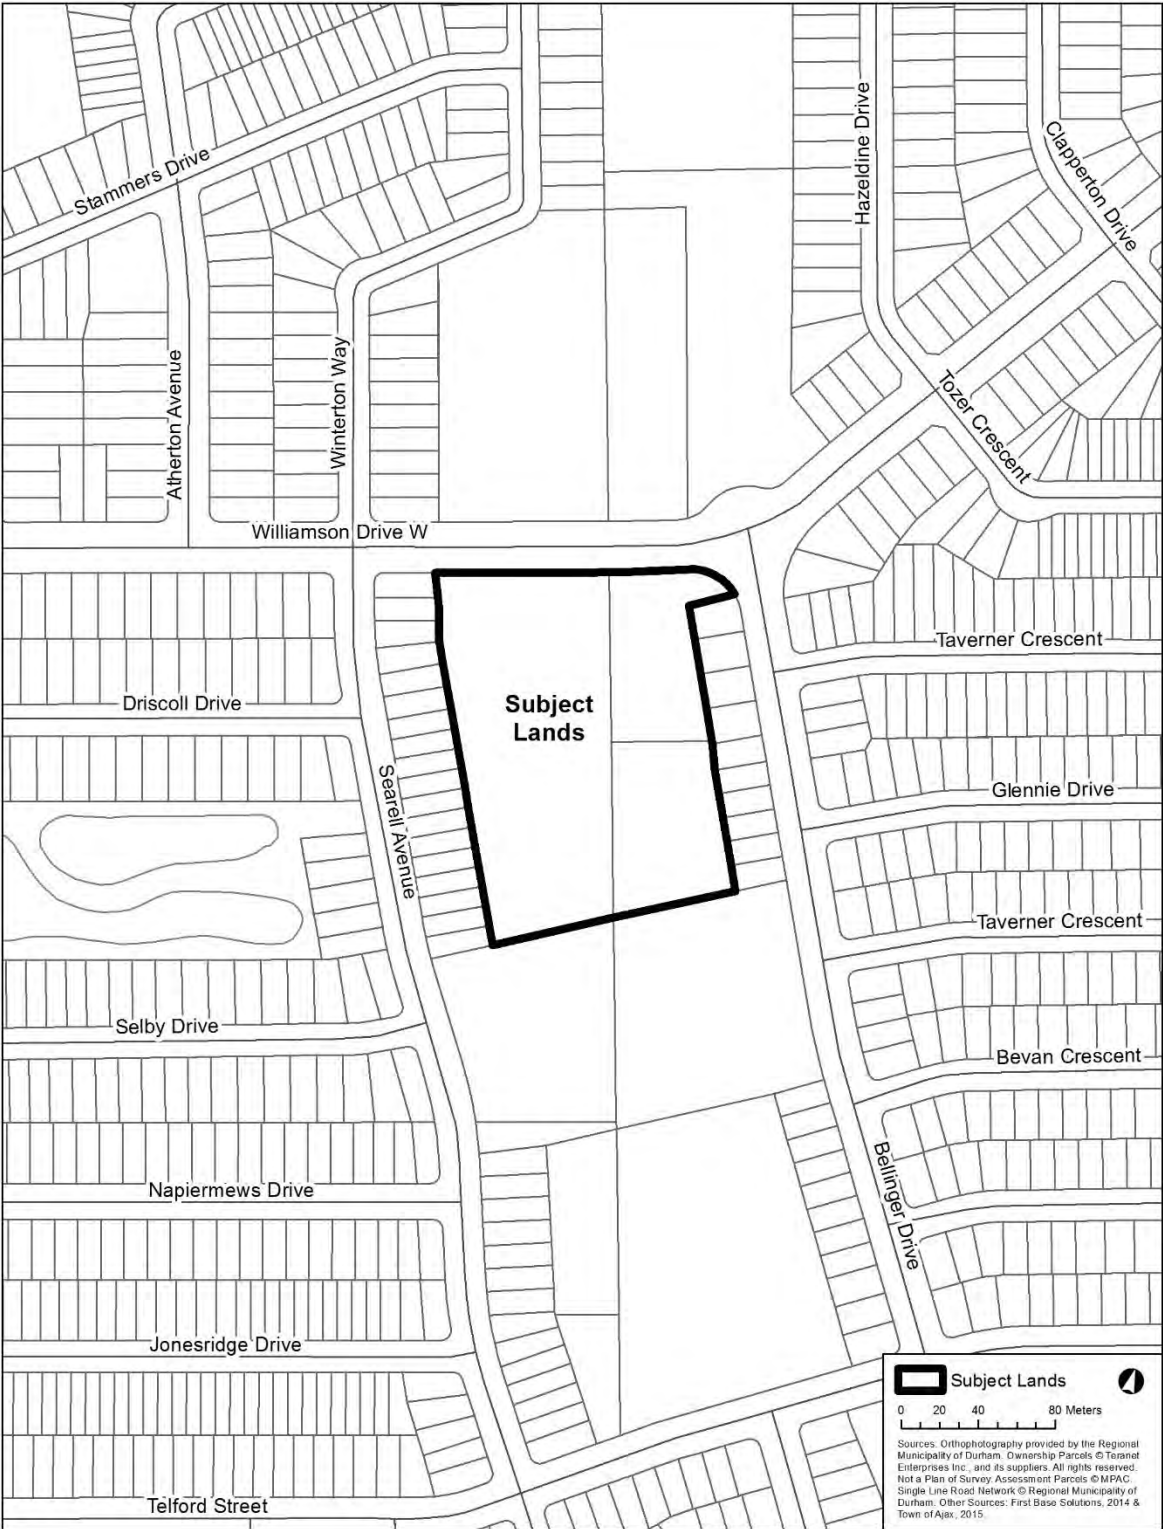 Hazeldine Drive
Clapperton Drive
Stammers Drive
Atherton Avenue
Winterton Way
Tozer Crescent
Williamson Drive W
Taverner Crescent
Driscoll Drive
Subject
Lands
Searell Avenue
Glennie Drive
Taverner Crescent
Selby Drive
Bevan Crescent
Bellinger Drive
Napiermews Drive
Jonesridge Drive
Telford Street
Subject Lands
0 20 40 80 Meters
Sources: Orthophotography provided by the Regional
Municipality of Durham. Ownership Parcels © Teranet
Enterprises Inc., and its suppliers. All rights reserved.
Not a Plan of Survey. Assessment Parcels © MPAC.
Single Line Road Network © Regional Municipality of
Durham. Other Sources: First Base Solutions, 2014 &
Town of Ajax, 2015.